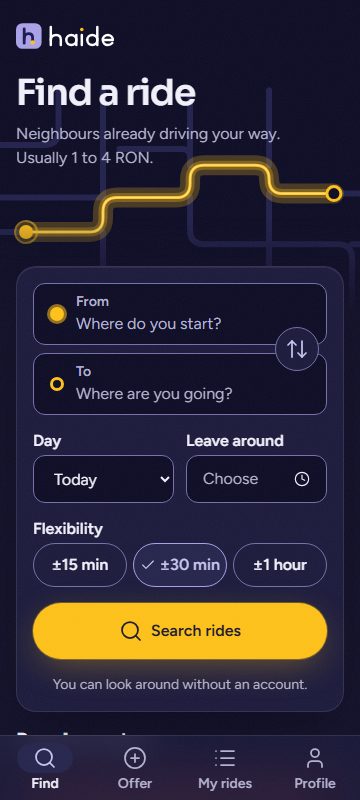 haide
Find a ride
Neighbours already driving your way.
Usually 1 to 4 RON.
From
Where do you start?
To
Where are you going?
Day
Leave around
Today
Choose
Flexibility
±15 min
±30 min
±1 hour
Search rides
You can look around without an account.
Find
Offer
My rides
Profile